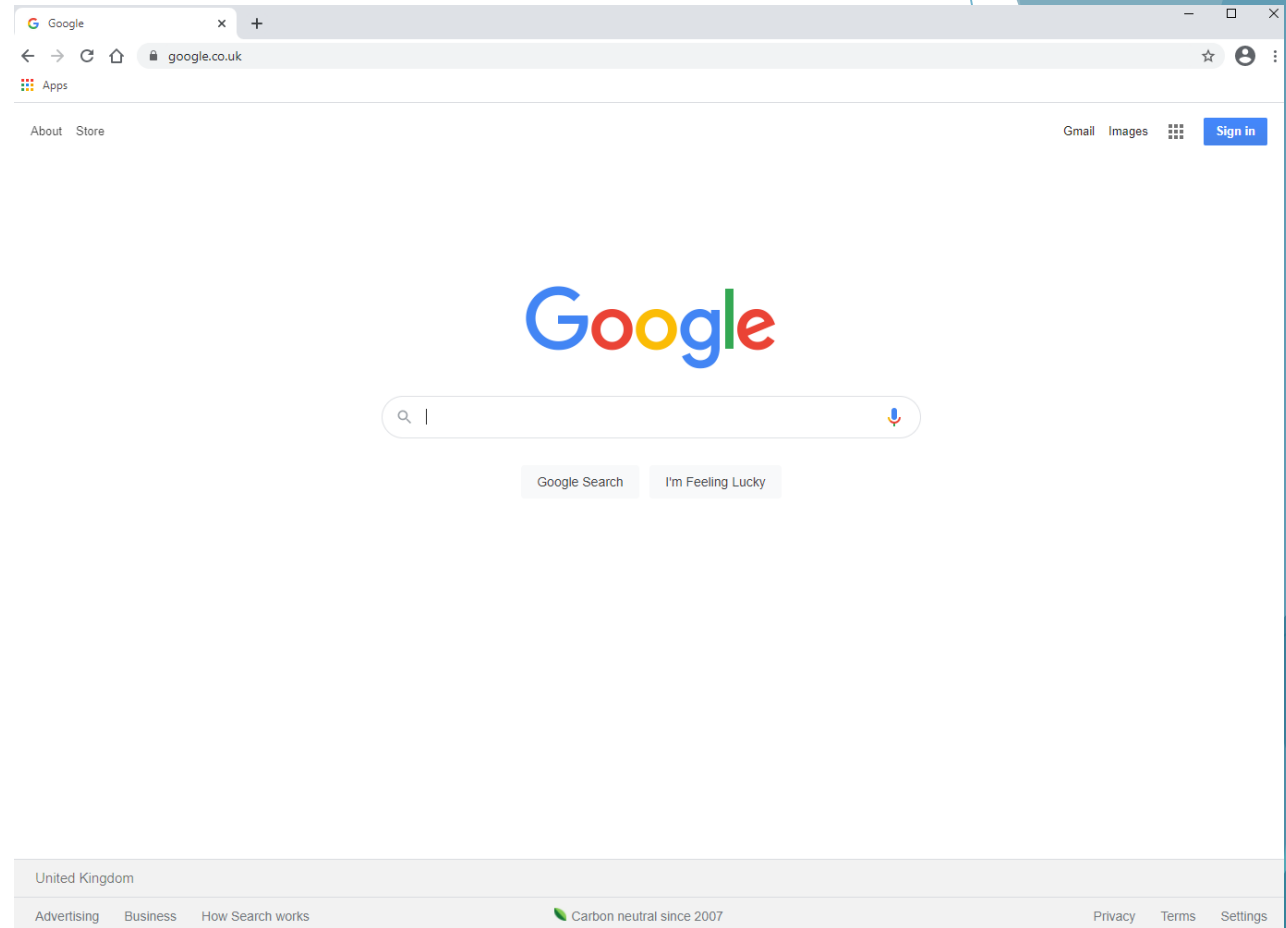 Google
google.co.uk
Apps
About Store Gmail Images Sign in
Google
Google Search I'm Feeling Lucky
United Kingdom
Advertising Business How Search works Carbon neutral since 2007 Privacy Terms Settings